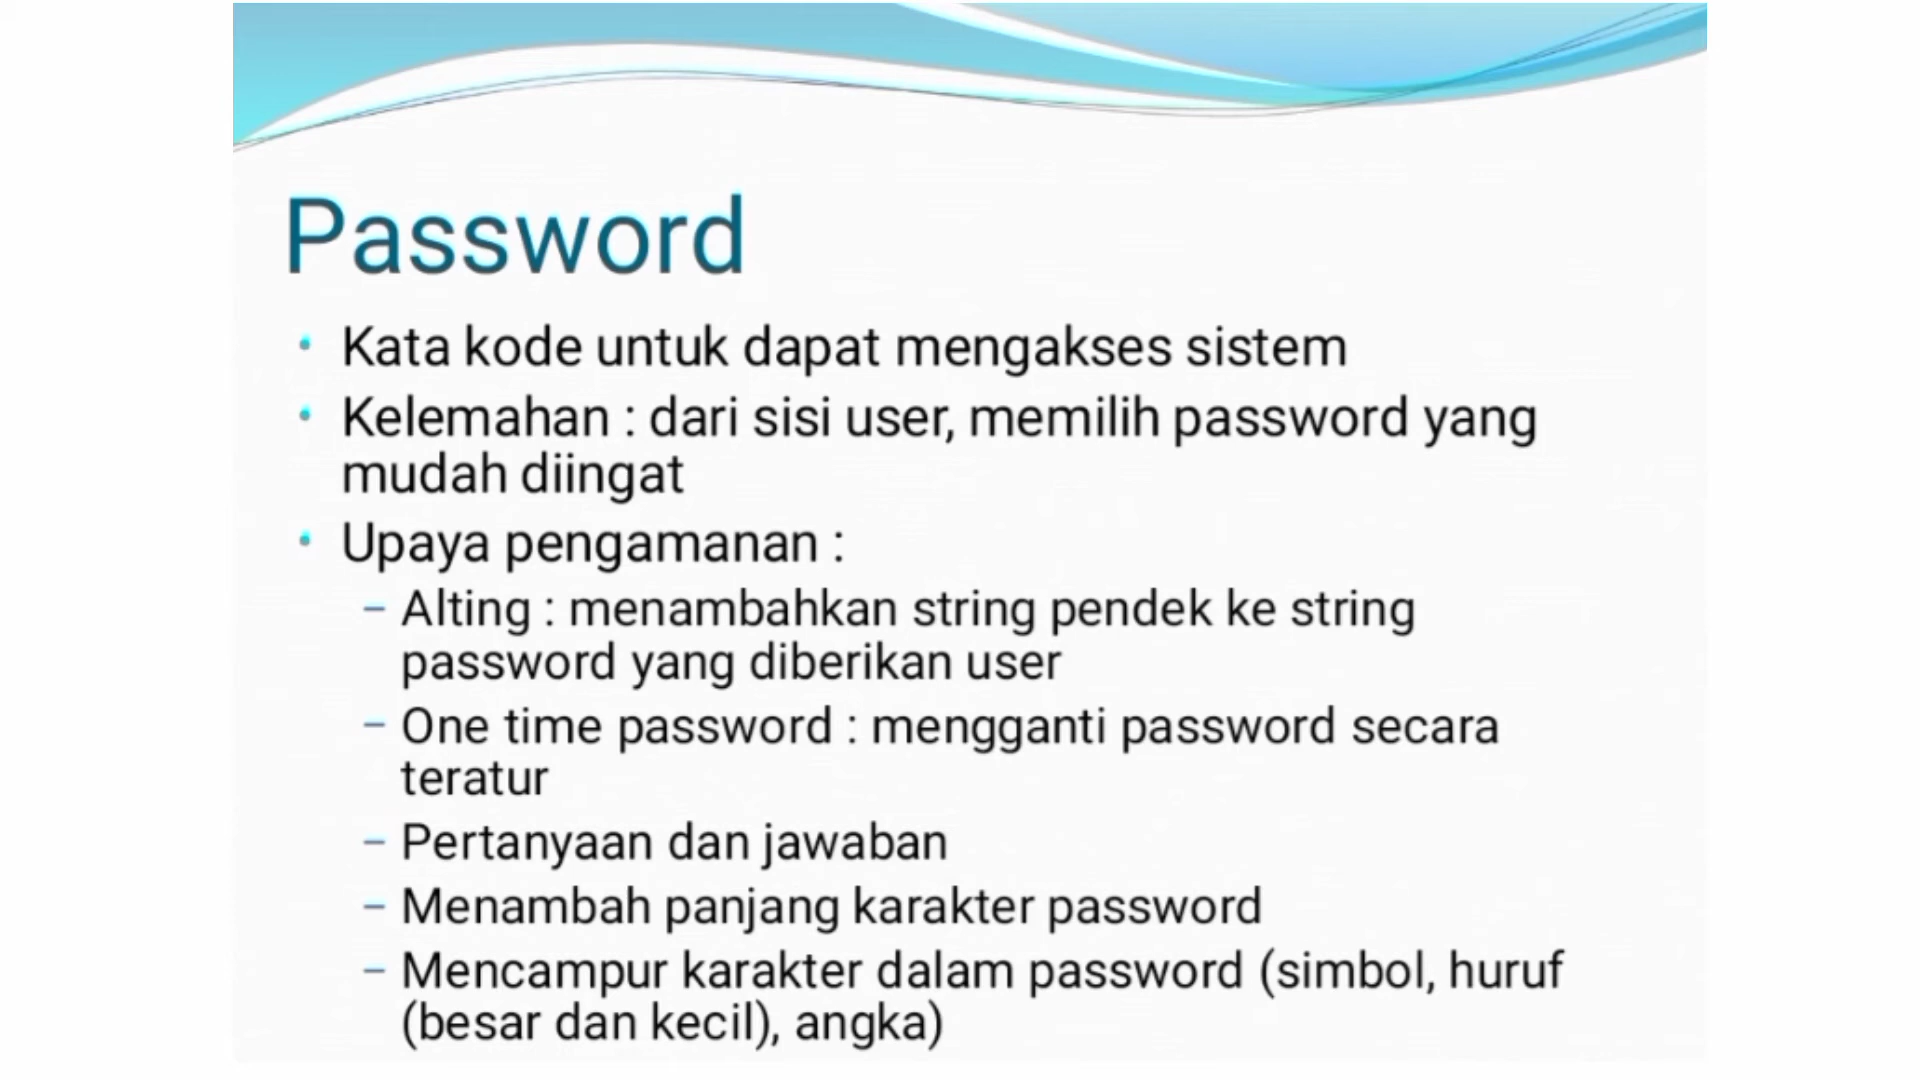 Password
• Kata kode untuk dapat mengakses sistem
• Kelemahan : dari sisi user, memilih password yang
mudah diingat
• Upaya pengamanan :
– Alting : menambahkan string pendek ke string
password yang diberikan user
– One time password : mengganti password secara
teratur
– Pertanyaan dan jawaban
– Menambah panjang karakter password
– Mencampur karakter dalam password (simbol, huruf
(besar dan kecil), angka)